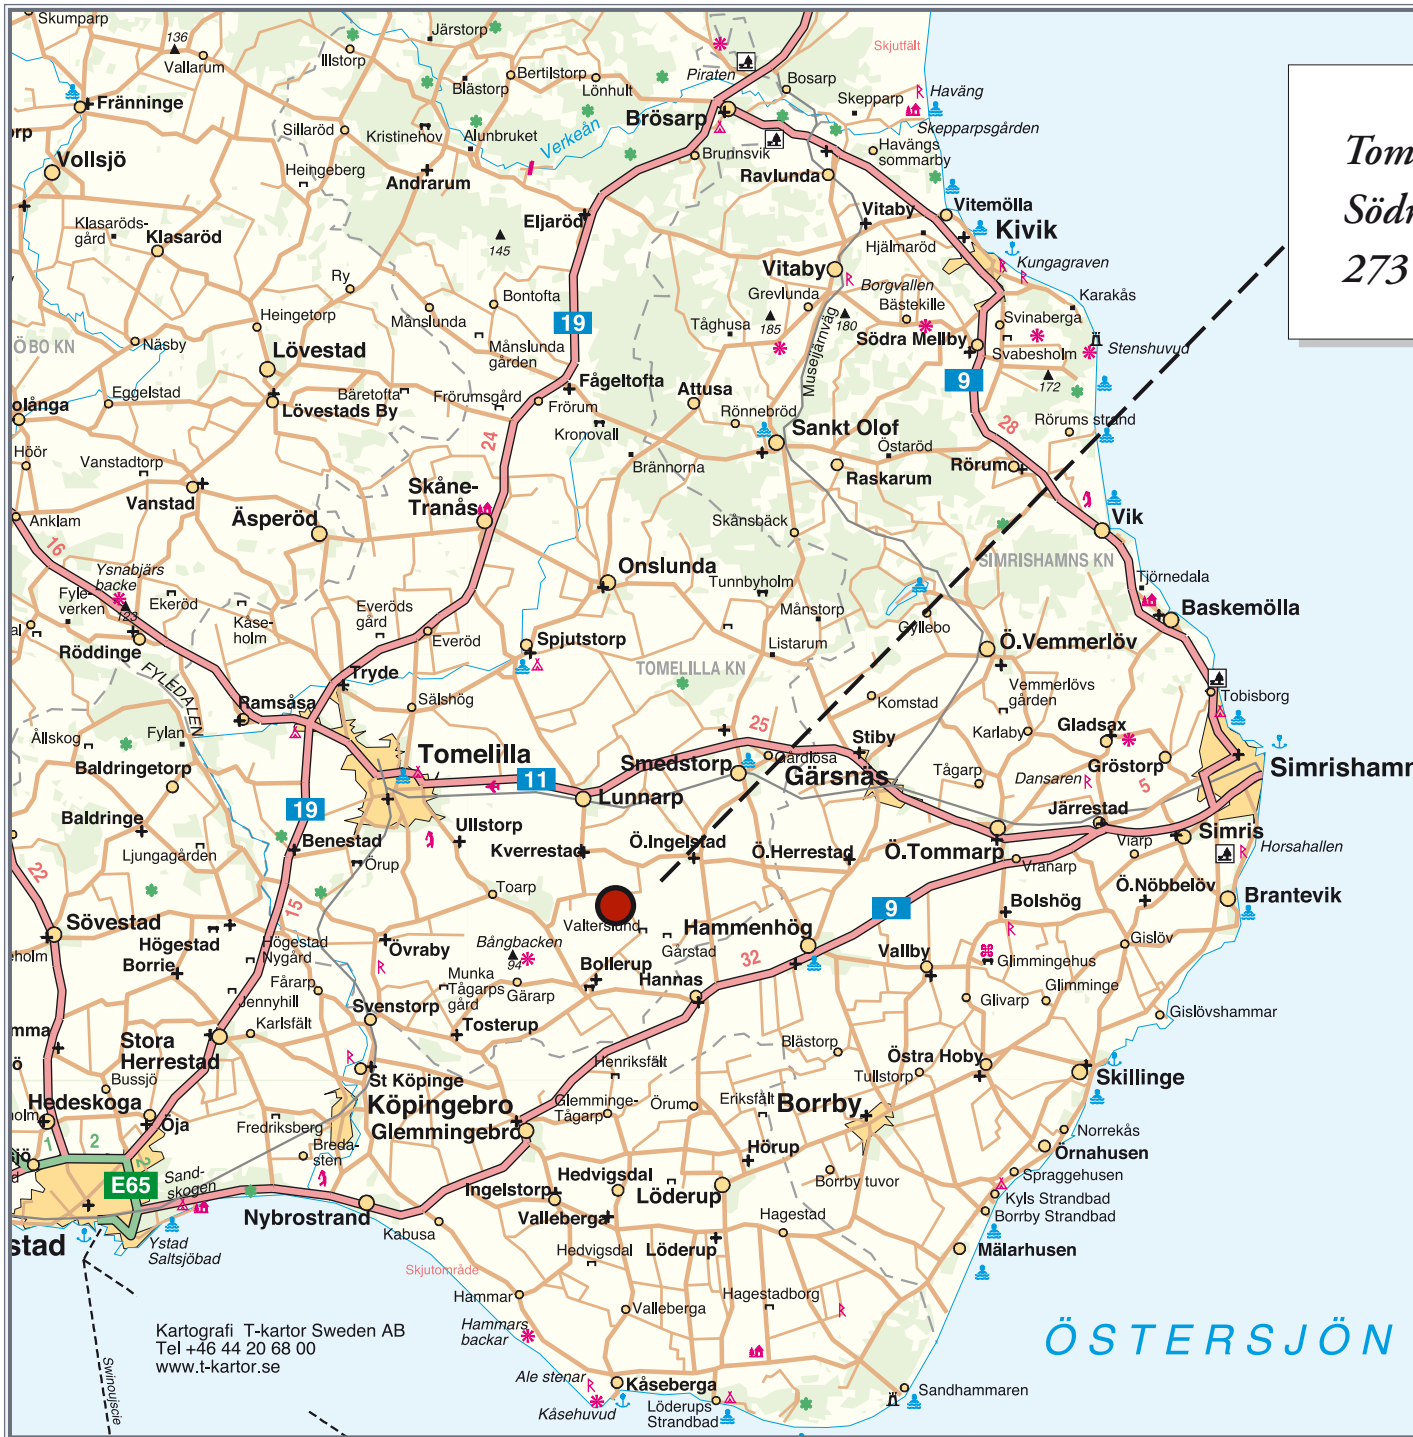 Skumparp
136
Vallarum
Illstorp
Järstorp
Blästorp
Bertilstorp
Lönhult
Piraten
Bosarp
Skjutfält
Skepparp
Haväng
Skepparpsgården
Fränninge
Brösarp
Sillaröd
Kristinehov
Alunbruket
Verkeån
Brunnsvik
Havängs
sommarby
Vollsjö
Heingeberg
Andrarum
Ravlunda
Klasaröds-
gård
Klasaröd
Eljaröd
145
Vitaby
Vitemölla
Kivik
Hjälmaröd
Kungagraven
Ry
Bontofta
Vitaby
Borgvallen
Grevlunda
Bästekille
Karakås
Heingetorp
Månslunda
19
Tåghusa
185
180
Svinaberga
ÖBO KN
Näsby
Lövestad
Månslunda
gården
Museijärnväg
Södra Mellby
Svabesholm
Stenshuvud
Eggelstad
Bäretofta
Frörumsgård
Fågeltofta
Attusa
9
172
olånga
Lövestads By
Frörum
Rönnebröd
Rörums strand
Kronovall
Sankt Olof
28
Höör
Vanstadtorp
24
Brännorna
Östaröd
Rörum
Vanstad
Skåne-
Tranås
Raskarum
Anklam
Äsperöd
Skånsbäck
Vik
16
Ysnabjärs
backe
Onslunda
SIMRISHAMNS KN
Fyle-
verken
123
Ekeröd
Kåse-
holm
Everöds
gård
Tunnbyholm
Månstorp
Tjörnedala
Baskemölla
Röddinge
Everöd
Spjutstorp
Listarum
Gyllebo
Ö.Vemmerlöv
FYLEDALEN
Tryde
TOMELILLA KN
Vemmerlövs
gården
Tobisborg
Ramsåsa
Sälshög
Komstad
Ållskog
Fylan
25
Stiby
Karlaby
Gladsax
Baldringetorp
Tomelilla
Smedstorp
Gårdlösa
Gärsnäs
Tågarp
Dansaren
Gröstorp
Simrishamn
11
Lunnarp
5
19
Järrestad
Baldringe
Benestad
Ullstorp
Ö.Ingelstad
Ö.Herrestad
Ö.Tommarp
Simris
Ljungagården
Örup
Kverrestad
Vranarp
Viarp
Horsahallen
22
15
Toarp
9
Bolshög
Ö.Nöbbelöv
Brantevik
Sövestad
Valterslund
Hammenhög
Högestad
Högestad
Nygård
Övraby
Bångbacken
94
Gårstad
32
Vallby
Gislöv
Borrie
Fårarp
Munka
Tågarps
gård
Gärarp
Bollerup
Hannas
Glimmingehus
Jennyhill
Svenstorp
Glivarp
Glimminge
Karlsfält
Tosterup
Gislövshammar
Stora
Herrestad
Blästorp
Östra Hoby
Bussjö
St Köpinge
Henriksfält
Tullstorp
Skillinge
Hedeskoga
Köpingebro
Glemminge-
Tågarp
Örum
Eriksfält
Borrby
Öja
Fredriksberg
Glemmingebro
Norrekås
1
2
2
Breda-
sten
Hörup
Örnahusen
E65
Sand-
skogen
Hedvigsdal
Borrby tuvor
Spraggehusen
Ingelstorp
Löderup
Kyls Strandbad
Nybrostrand
Valleberga
Hagestad
Borrby Strandbad
stad
Ystad
Saltsjöbad
Kabusa
Hedvigsdal
Löderup
Mälarhusen
Skjutområde
Hammar
Valleberga
Hagestadborg
Hammars
backar
ÖSTERSJÖN
Kartografi T-kartor Sweden AB
Tel +46 44 20 68 00
www.t-kartor.se
Swinoujscie
Ale stenar
Kåseberga
Kåsehuvud
Löderups
Strandbad
Sandhammaren
Tom
Söd
273